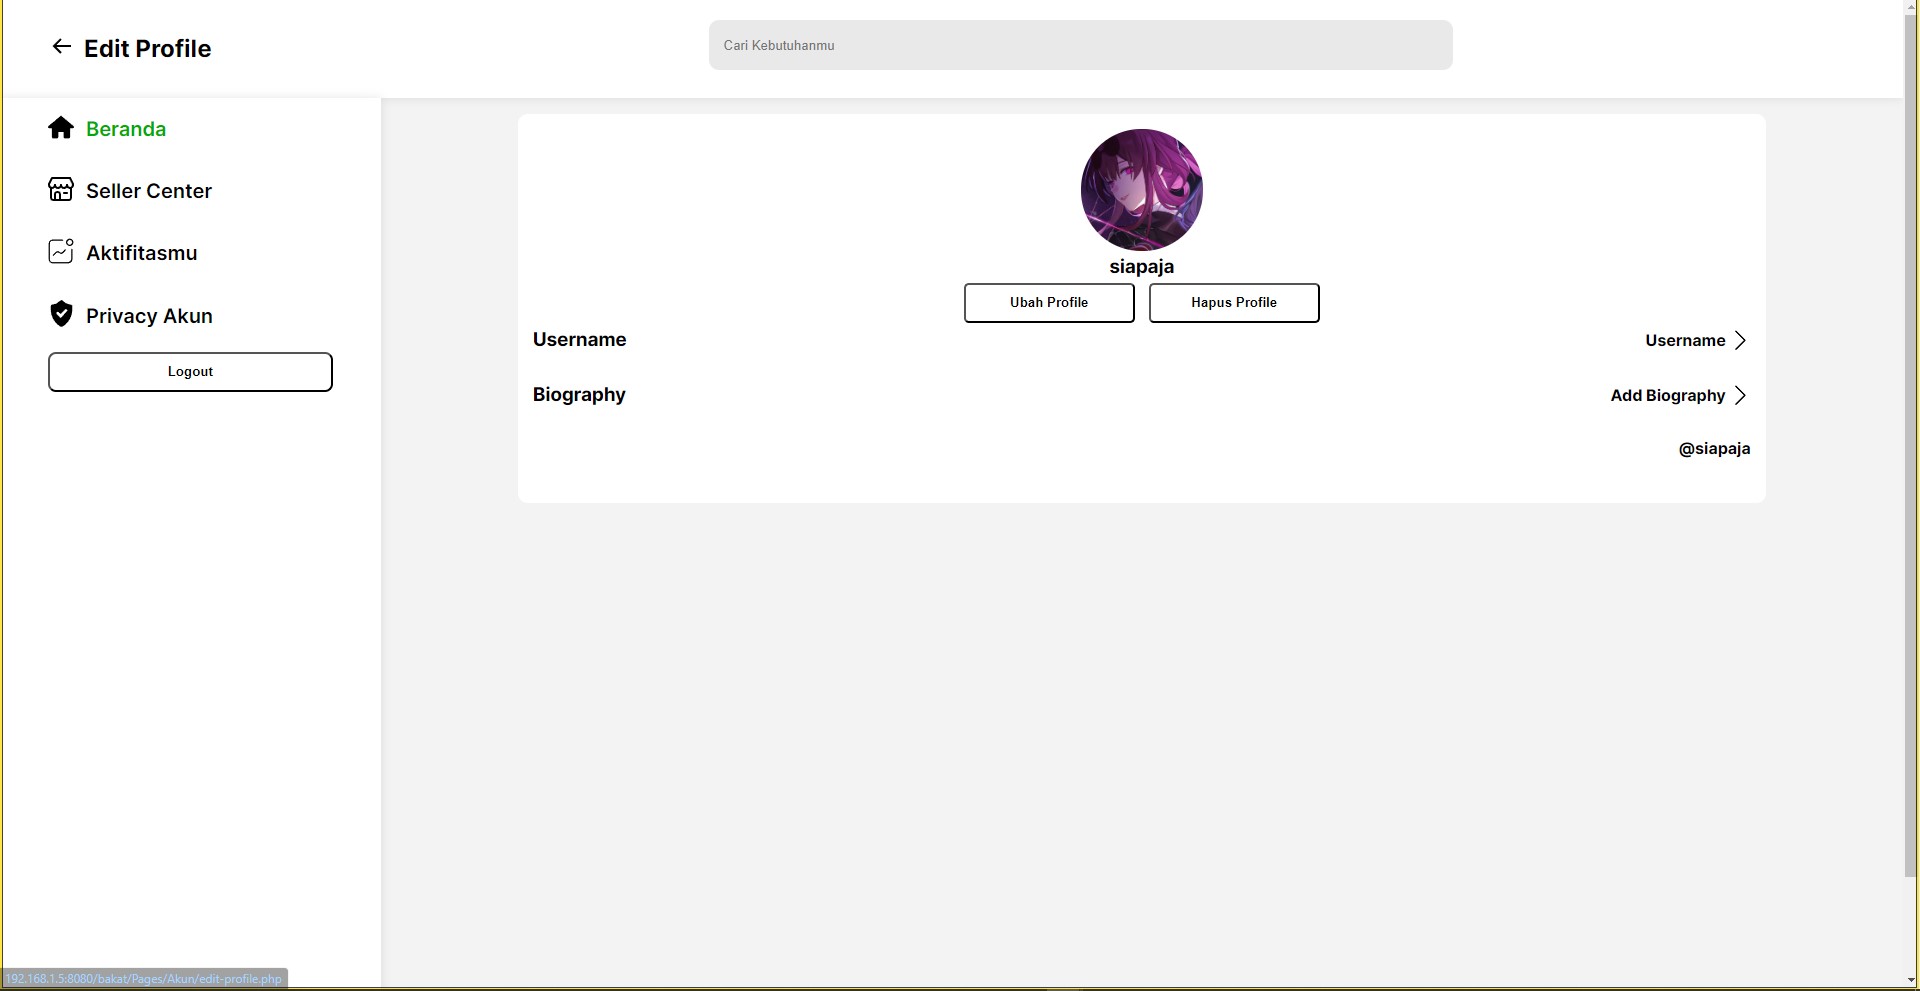 Edit Profile
Cari Kebutuhanmu
Beranda
Seller Center
Aktifitasmu
Privacy Akun
Logout
siapaja
Ubah Profile
Hapus Profile
Username
Username
Biography
Add Biography
@siapaja
192.168.1.5:8080/bakat/Pages/Akun/edit-profile.php